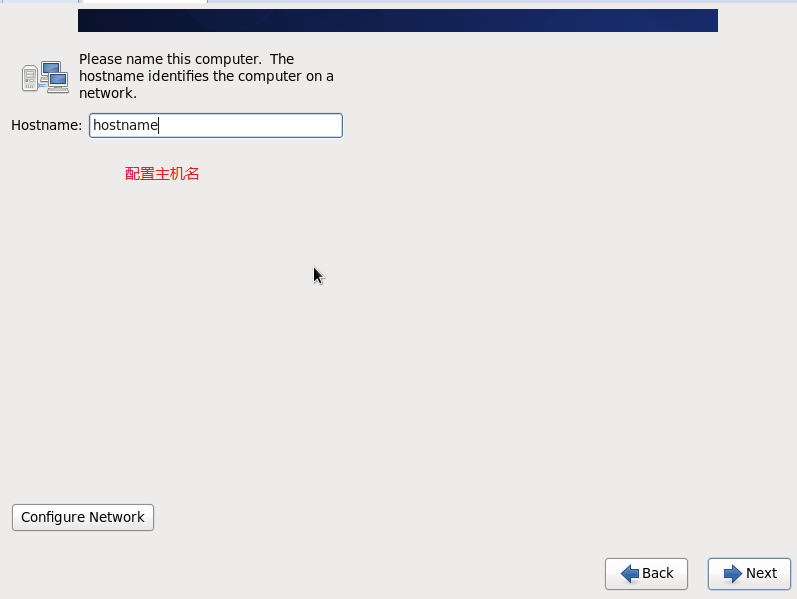 Please name this computer.  The
hostname identifies the computer on a
network.
Hostname: hostname
配置主机名
Configure Network
Back Next